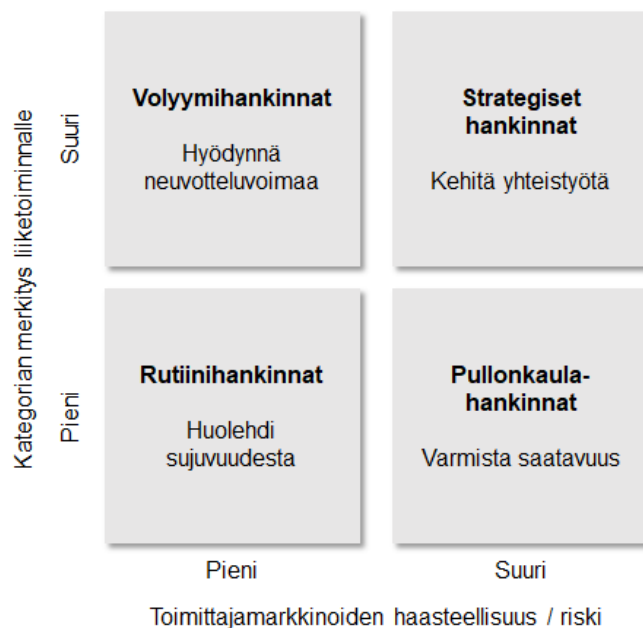 Kategorian merkitys liiketoiminnalle
Suuri
Volyymihankinnat
Hyödynnä
neuvotteluvoimaa
Strategiset
hankinnat
Kehitä yhteistyötä
Pieni
Rutiinihankinnat
Huolehdi
sujuvuudesta
Pullonkaula-
hankinnat
Varmista saatavuus
Pieni
Suuri
Toimittajamarkkinoiden haasteellisuus / riski